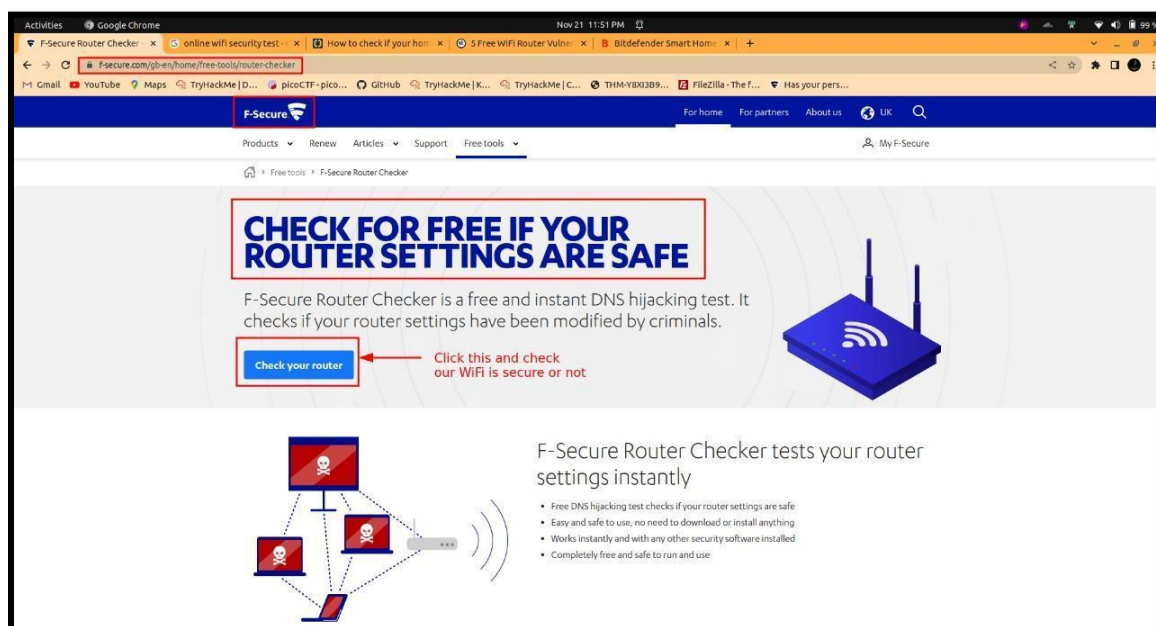 Activities Google Chrome Nov 21 11:51 PM 99 %
F-Secure Router Checker - online wifi security test - How to check if your hom 5 Free WiFi Router Vulner B Bitdefender Smart Home
f-secure.com/gb-en/home/free-tools/router-checker
Gmail YouTube Maps TryHackMe | D... picoCTF - pico... GitHub TryHackMe | K... TryHackMe | C... THM-Y8XI3B9... FileZilla - The f... Has your pers...
F-Secure For home For partners About us UK
Products Renew Articles Support Free tools My F-Secure
> Free tools > F-Secure Router Checker
CHECK FOR FREE IF YOUR
ROUTER SETTINGS ARE SAFE
F-Secure Router Checker is a free and instant DNS hijacking test. It
checks if your router settings have been modified by criminals.
Check your router
Click this and check
our WiFi is secure or not
F-Secure Router Checker tests your router
settings instantly
• Free DNS hijacking test checks if your router settings are safe
• Easy and safe to use, no need to download or install anything
• Works instantly and with any other security software installed
• Completely free and safe to run and use